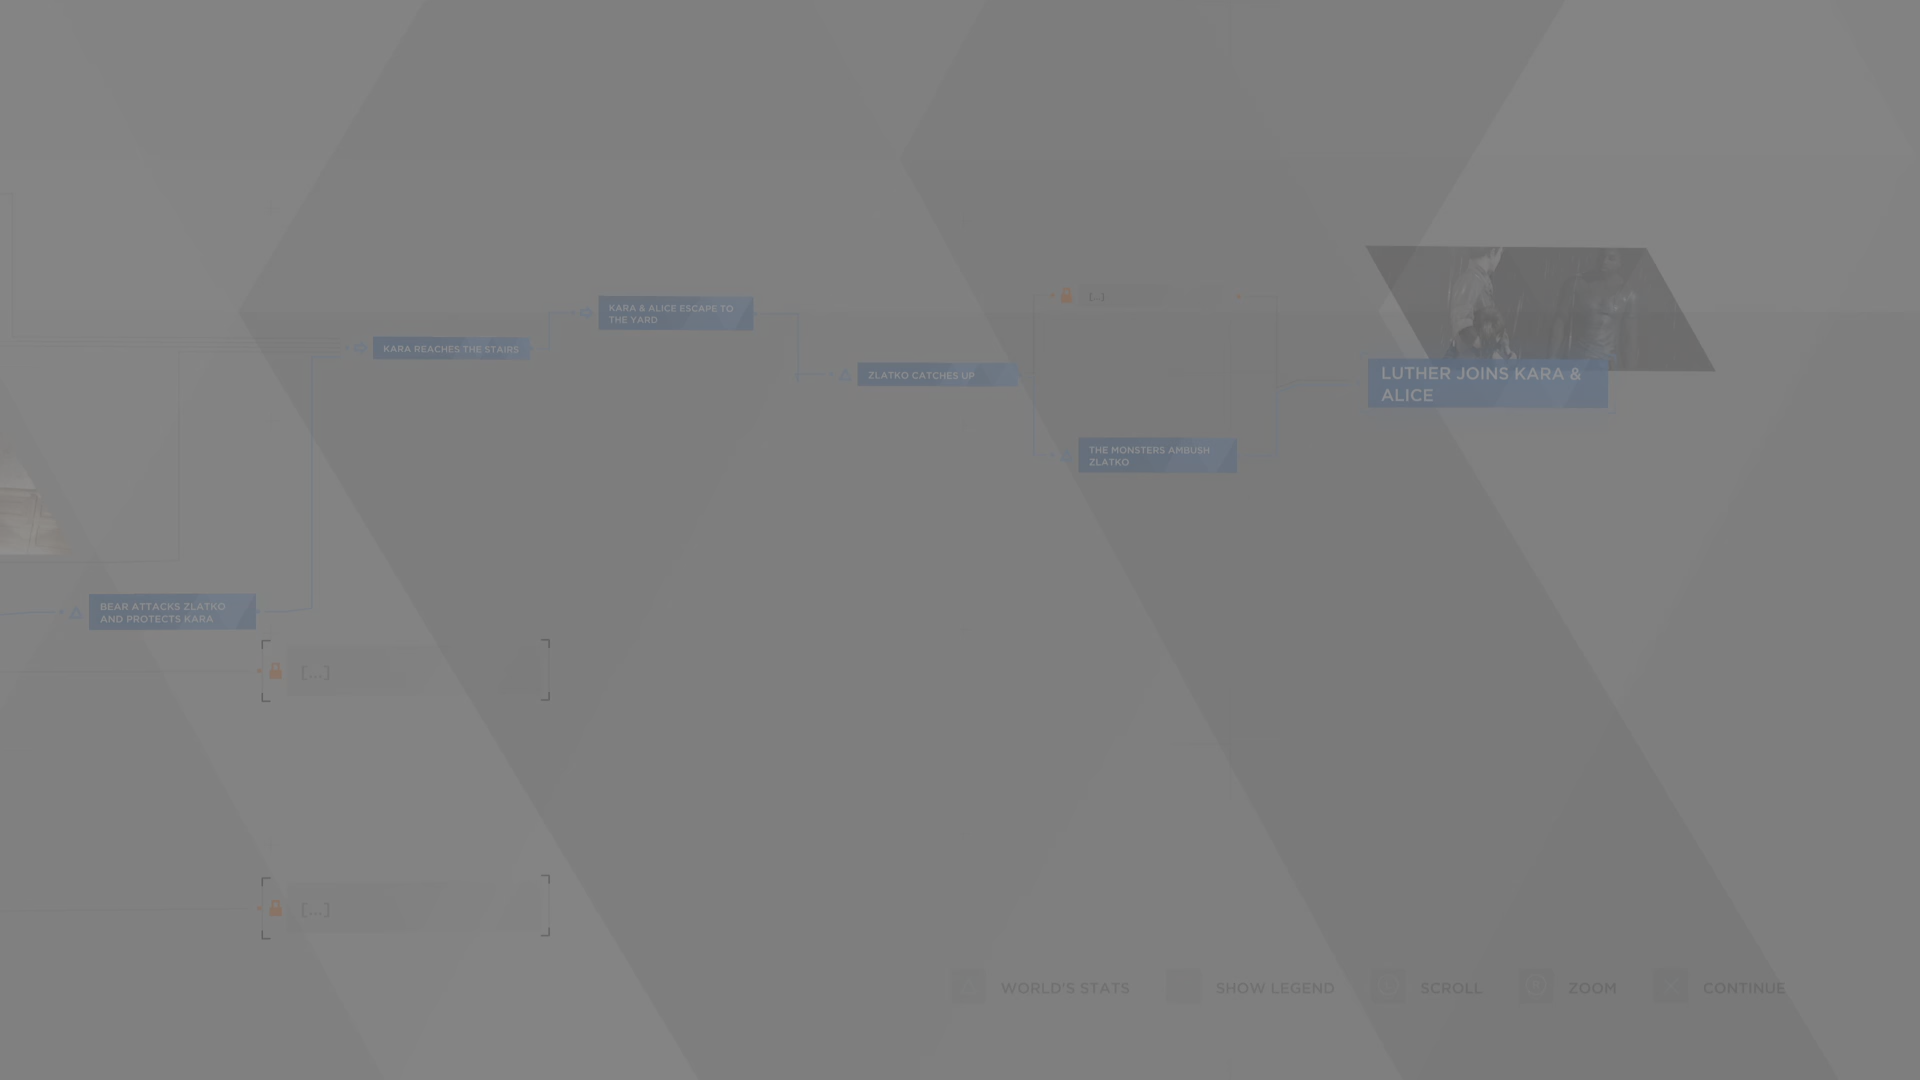 KARA & ALICE ESCAPE TO
THE YARD
KARA REACHES THE STAIRS
ZLATKO CATCHES UP
[...]
LUTHER JOINS KARA &
ALICE
THE MONSTERS AMBUSH
ZLATKO
BEAR ATTACKS ZLATKO
AND PROTECTS KARA
[...]
[...]
WORLD'S STATS
SHOW LEGEND
SCROLL
ZOOM
CONTINUE